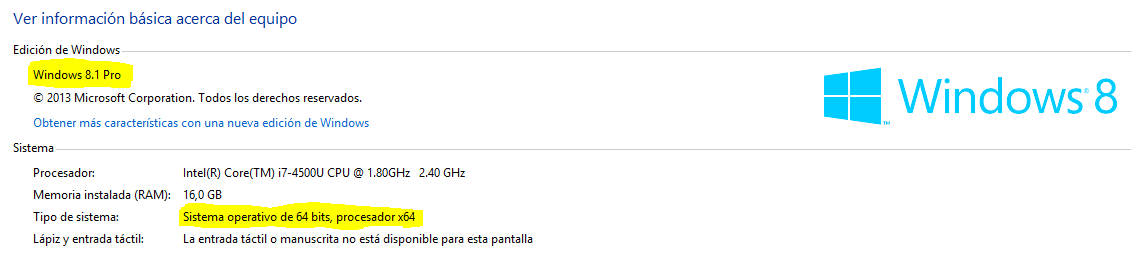 Ver información básica acerca del equipo
Edición de Windows
Windows 8.1 Pro
© 2013 Microsoft Corporation. Todos los derechos reservados.
Obtener más características con una nueva edición de Windows
Windows® 8
Sistema
Procesador: Intel(R) Core(TM) i7-4500U CPU @ 1.80GHz 2.40 GHz
Memoria instalada (RAM): 16,0 GB
Tipo de sistema: Sistema operativo de 64 bits, procesador x64
Lápiz y entrada táctil: La entrada táctil o manuscrita no está disponible para esta pantalla